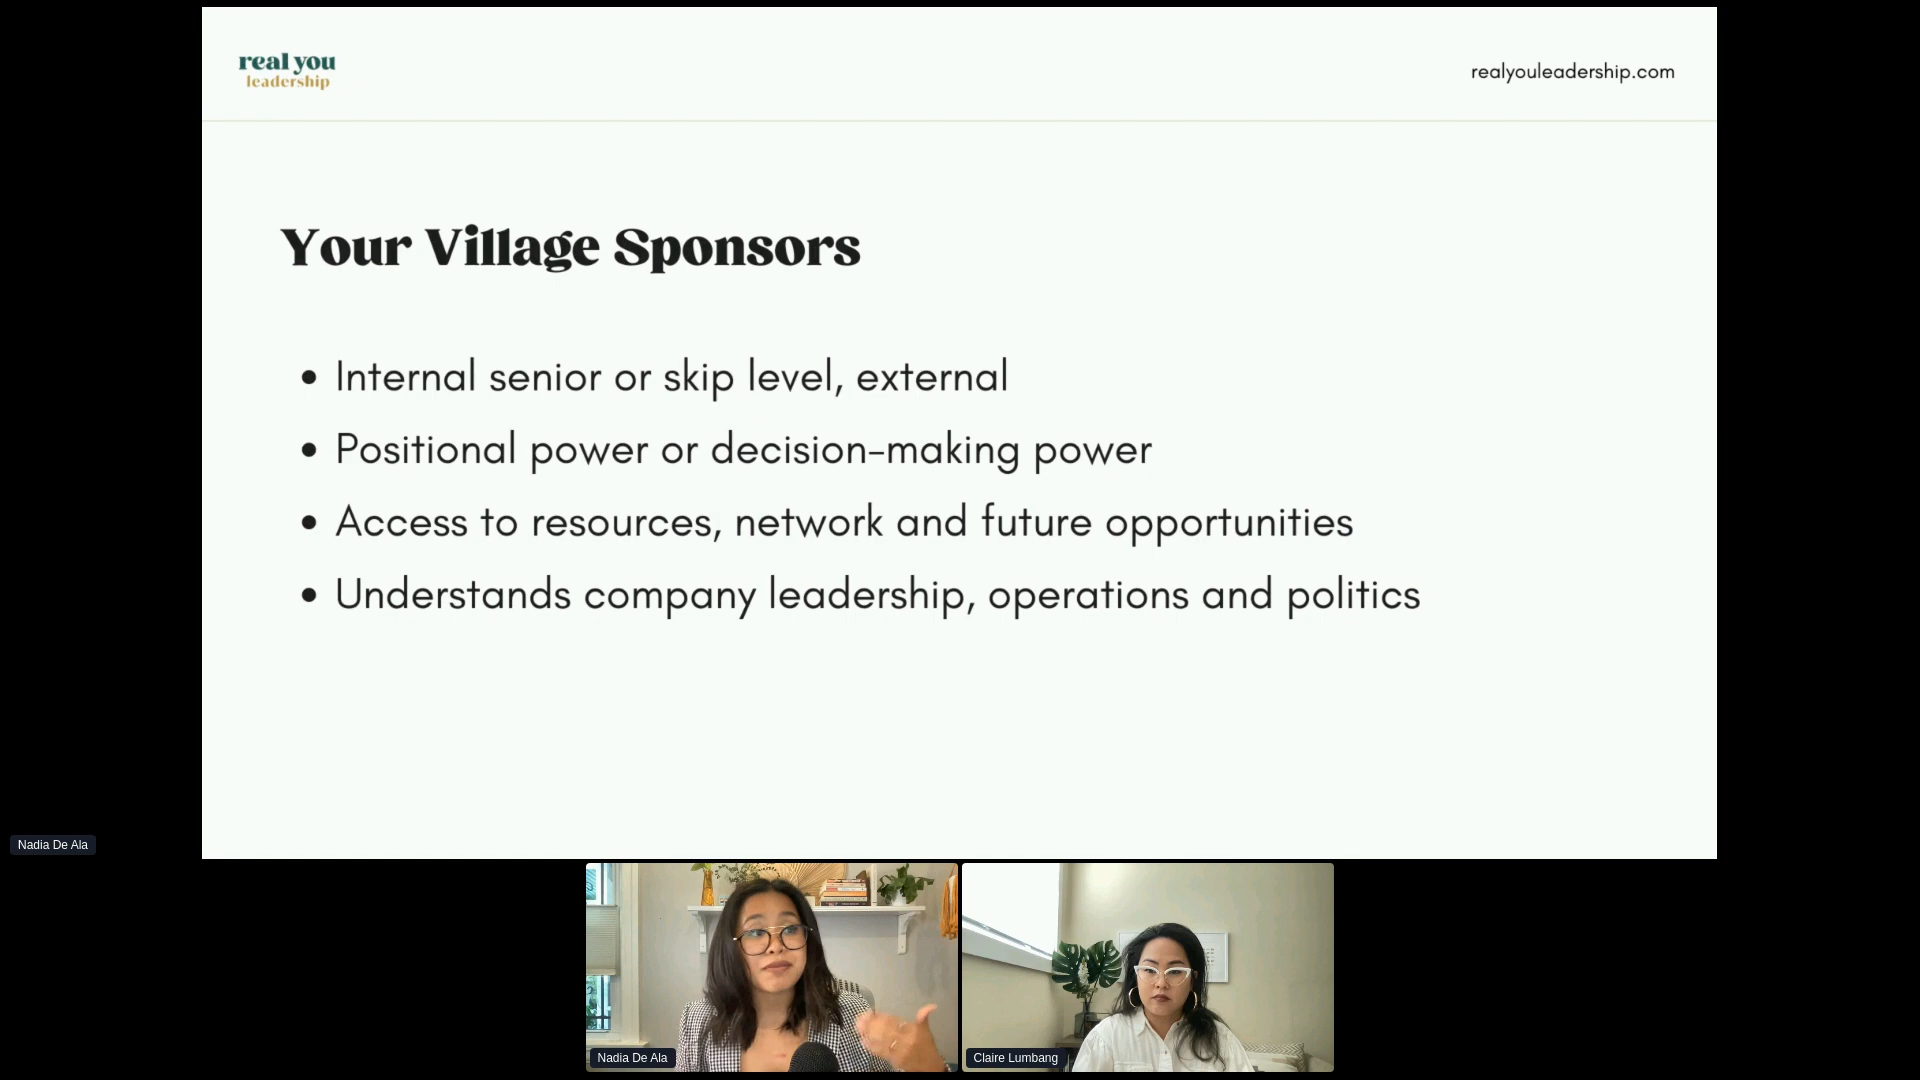 real you
leadership
realyouleadership.com
Your Village Sponsors
• Internal senior or skip level, external
• Positional power or decision-making power
• Access to resources, network and future opportunities
• Understands company leadership, operations and politics
Nadia De Ala
Nadia De Ala
Claire Lumbang